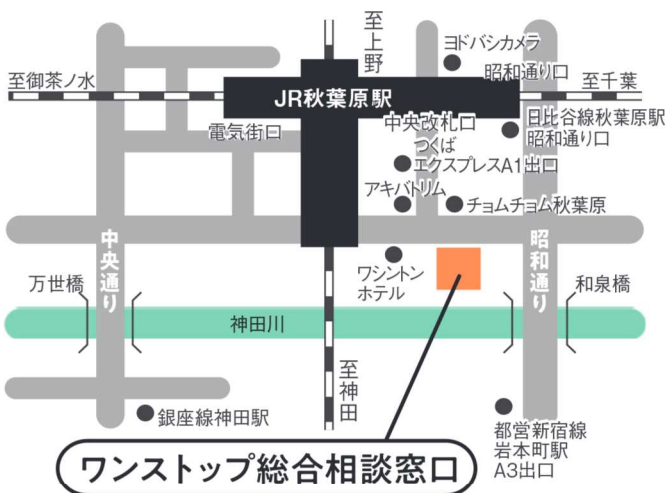 至上野
ヨドバシカメラ
昭和通り口
至御茶ノ水
至千葉
JR秋葉原駅
電気街口
中央改札口
日比谷線秋葉原駅
昭和通り口
つくば
エクスプレスA1出口
アキバトリム
チョムチョム秋葉原
中央通り
昭和通り
ワシントン
ホテル
万世橋
和泉橋
神田川
至神田
銀座線神田駅
都営新宿線
岩本町駅
A3出口
ワンストップ総合相談窓口